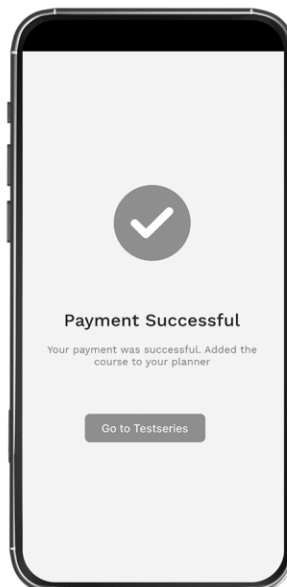 Payment Successful
Your payment was successful. Added the
course to your planner
Go to Testseries